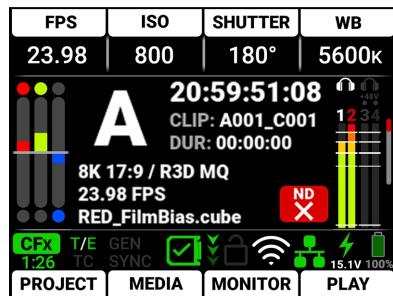 FPS ISO SHUTTER WB
23.98 800 180° 5600K
20:59:51:08
A
CLIP: A001_C001
DUR: 00:00:00
+48V
1 2 3 4
8K 17:9 / R3D MQ
23.98 FPS
RED_FilmBias.cube
ND
CFx T/E GEN
1:26 TC SYNC
15.1V 100%
PROJECT MEDIA MONITOR PLAY